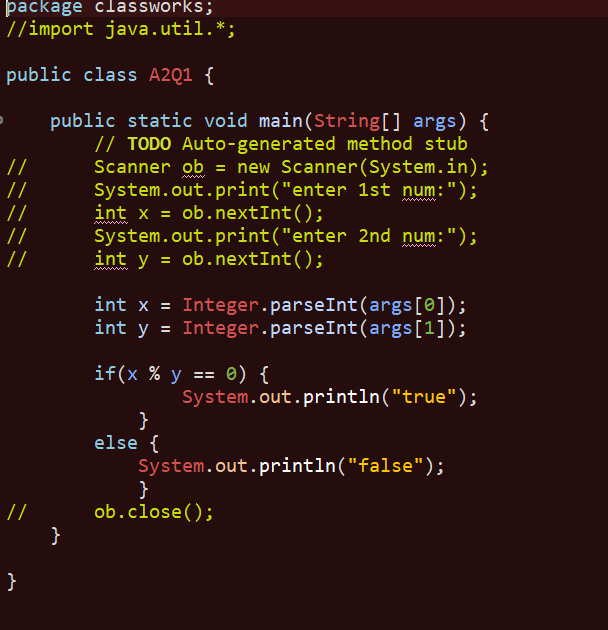 package classworks;
//import java.util.*;
public class A2Q1 {
public static void main(String[] args) {
// TODO Auto-generated method stub
// Scanner ob = new Scanner(System.in);
// System.out.print("enter 1st num:");
// int x = ob.nextInt();
// System.out.print("enter 2nd num:");
// int y = ob.nextInt();
int x = Integer.parseInt(args[0]);
int y = Integer.parseInt(args[1]);
if(x % y == 0) {
System.out.println("true");
}
else {
System.out.println("false");
}
// ob.close();
}
}